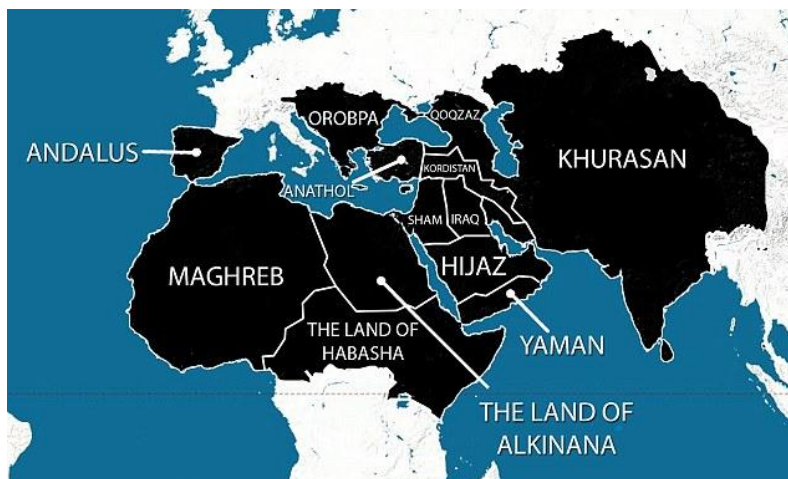 OROBPA
QOQZAZ
ANDALUS
KHURASAN
KORDISTAN
ANATHOL
SHAM
IRAQ
MAGHREB
HIJAZ
THE LAND OF
HABASHA
YAMAN
THE LAND OF
ALKINANA